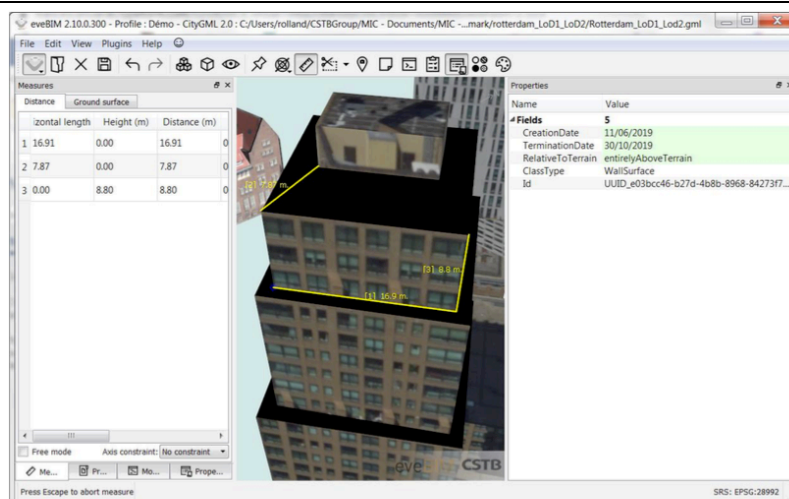 eveBIM 2.10.0.300 - Profile : Démo - CityGML 2.0 : C:/Users/rolland/CSTBGroup/MIC - Documents/MIC -...mark/rotterdam_LoD1_LoD2/Rotterdam_LoD1_Lod2.gml
File Edit View Plugins Help
Measures
Distance Ground surface
izontal length Height (m) Distance (m)
1 16.91 0.00 16.91 0
2 7.87 0.00 7.87 0
3 0.00 8.80 8.80 0
Free mode Axis constraint: No constraint
Me... Pr... Mo... Prope...
Press Escape to abort measure
[2] 7.87 m.
[3] 8.8 m.
[1] 16.9 m.
eve
CSTB
Properties
Name Value
Fields 5
CreationDate 11/06/2019
TerminationDate 30/10/2019
RelativeToTerrain entirelyAboveTerrain
ClassType WallSurface
Id UUID_e03bcc46-b27d-4b8b-8968-84273f7...
SRS: EPSG:28992